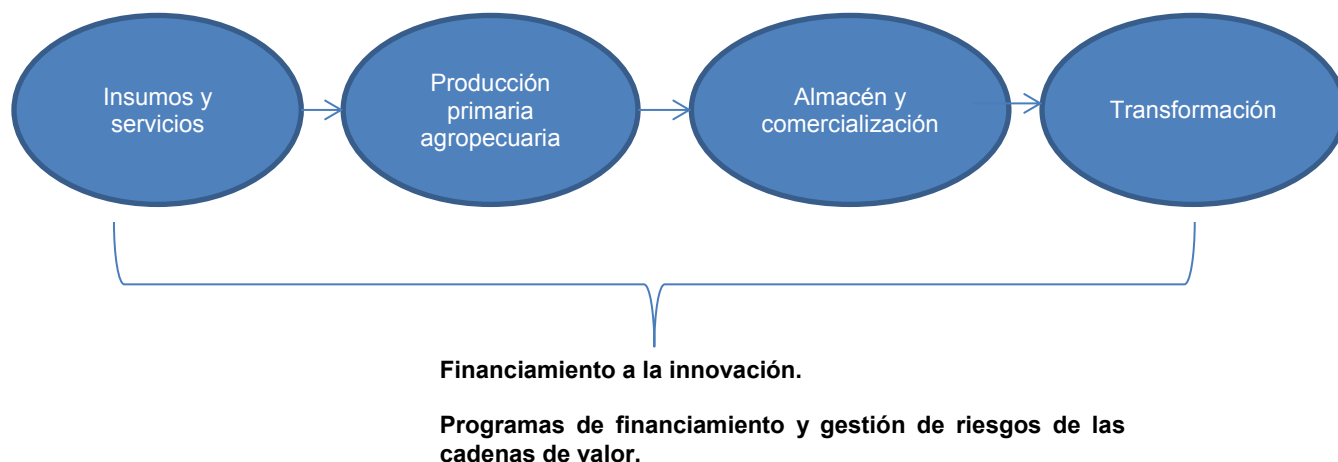 Insumos y
servicios
Producción
primaria
agropecuaria
Almacén y
comercialización
Transformación
Financiamiento a la innovación.
Programas de financiamiento y gestión de riesgos de las
cadenas de valor.